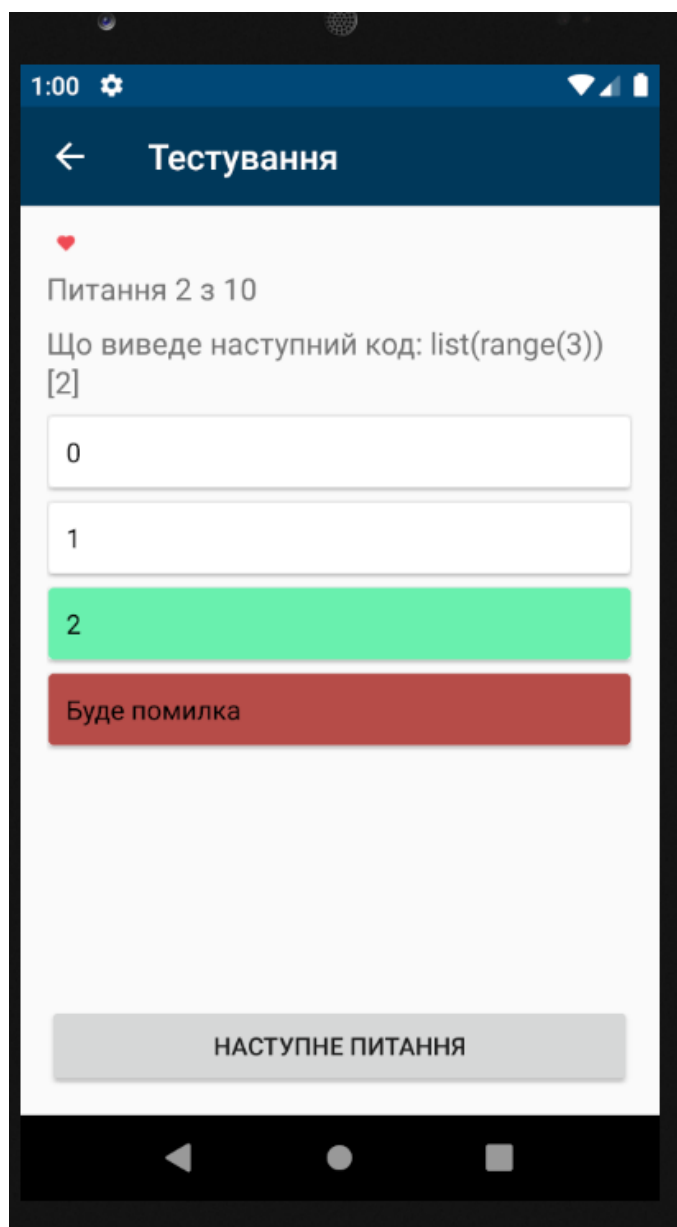 1:00
Тестування
Питання 2 з 10
Що виведе наступний код: list(range(3))
[2]
0
1
2
Буде помилка
НАСТУПНЕ ПИТАННЯ